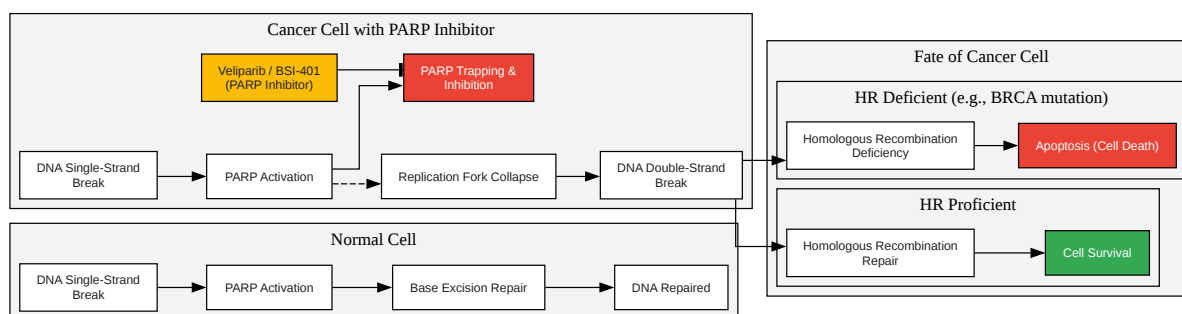 Cancer Cell with PARP Inhibitor
Veliparib / BSI-401
(PARP Inhibitor)
PARP Trapping &
Inhibition
DNA Single-Strand
Break
PARP Activation
Replication Fork Collapse
DNA Double-Strand
Break
Fate of Cancer Cell
HR Deficient (e.g., BRCA mutation)
Homologous Recombination
Deficiency
Apoptosis (Cell Death)
HR Proficient
Homologous Recombination
Repair
Cell Survival
Normal Cell
DNA Single-Strand
Break
PARP Activation
Base Excision Repair
DNA Repaired